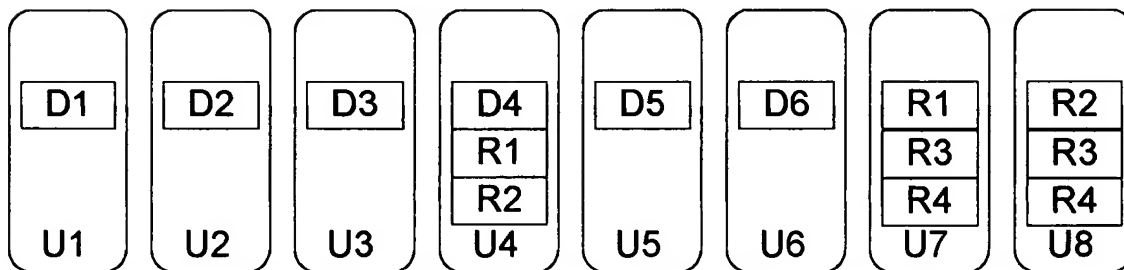 D1 D2 D3 D4 D5 D6 R1 R2
R1 R3 R3
R2 R4 R4
U1 U2 U3 U4 U5 U6 U7 U8